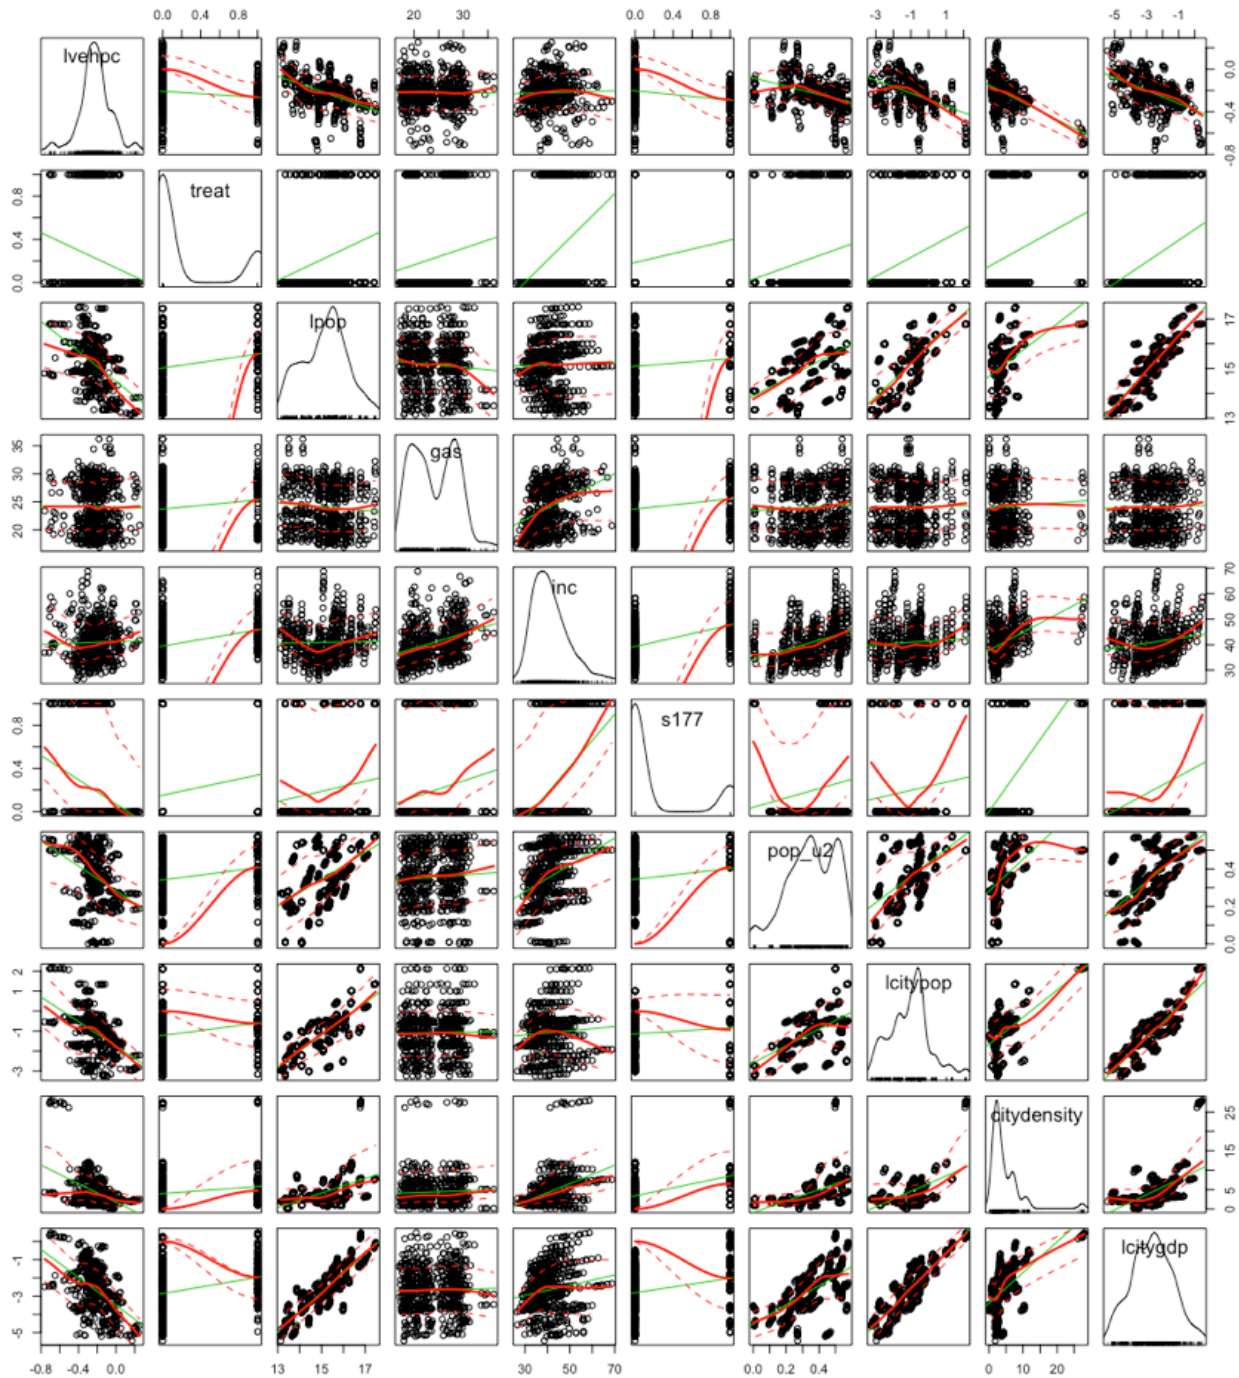 0.0 0.4 0.8 20 30 0.0 0.4 0.8 -3 -1 1 -5 -3 -1
lvehpc
0.0 -0.4 -0.8
treat
0.0 0.4 0.8
lpop
17 15 13
gas
35 30 25 20
inc
70 60 50 40 30
s177
0.8 0.4 0.0
pop_u2
0.4 0.2 0.0
lcitypop
2 1 -1 -3
citydensity
25 15 5 0
lcitygdp
-1 -3 -5
-0.8 -0.4 0.0 13 15 17 30 50 70 0.0 0.2 0.4 0 10 20